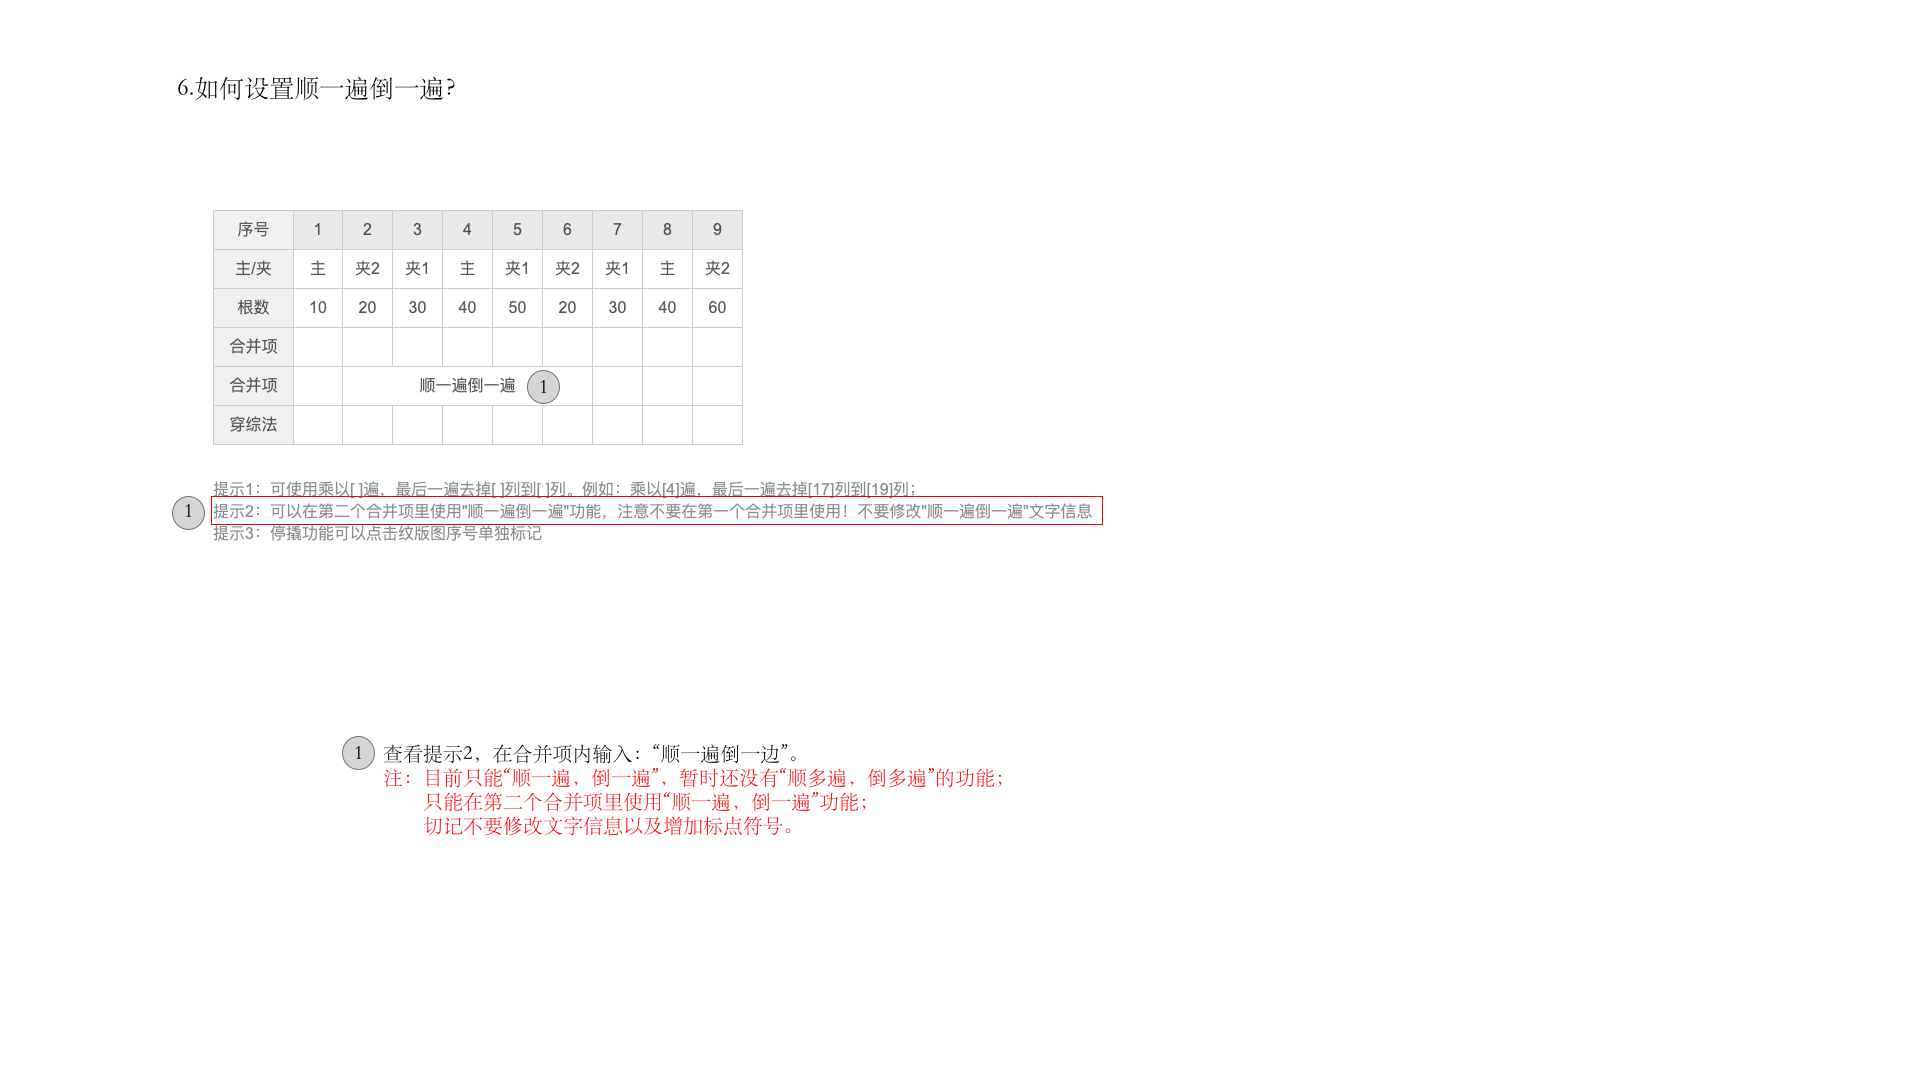 6.如何设置顺一遍倒一遍?
序号 1 2 3 4 5 6 7 8 9
主/夹 主 夹2 夹1 主 夹1 夹2 夹1 主 夹2
根数 10 20 30 40 50 20 30 40 60
合并项
合并项 顺一遍倒一遍 1
穿综法
提示1：可使用乘以[ ]遍，最后一遍去掉[ ]列到[ ]列。例如：乘以[4]遍，最后一遍去掉[17]列到[19]列；
1 提示2：可以在第二个合并项里使用"顺一遍倒一遍"功能，注意不要在第一个合并项里使用！不要修改"顺一遍倒一遍"文字信息
提示3：停撬功能可以点击纹版图序号单独标记
1 查看提示2，在合并项内输入：“顺一遍倒一边”。
注：目前只能“顺一遍，倒一遍”，暂时还没有“顺多遍，倒多遍”的功能；
只能在第二个合并项里使用“顺一遍，倒一遍”功能；
切记不要修改文字信息以及增加标点符号。